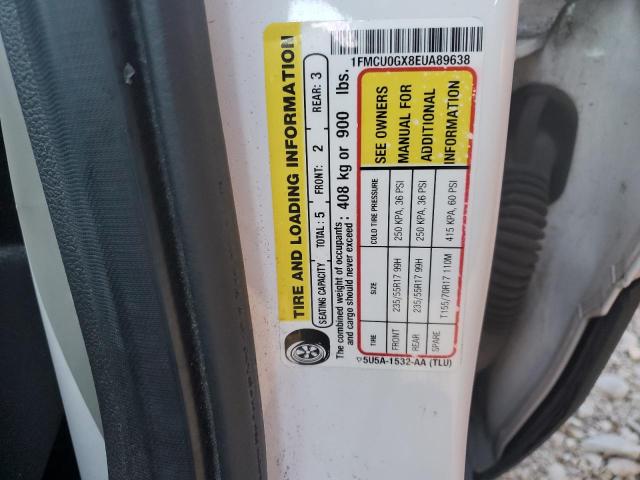 TIRE AND LOADING INFORMATION
SEATING CAPACITY TOTAL: 5 FRONT: 2 REAR: 3
The combined weight of occupants
and cargo should never exceed: 408 kg or 900 lbs.
TIRE SIZE COLD TIRE PRESSURE
FRONT 235/55R17 99H 250 KPA, 36 PSI
REAR 235/55R17 99H 250 KPA, 36 PSI
SPARE T155/70R17 110M 415 KPA, 60 PSI
SEE OWNERS
MANUAL FOR
ADDITIONAL
INFORMATION
1FMCU0GX8EUA89638
5U5A-1532-AA (TLU)